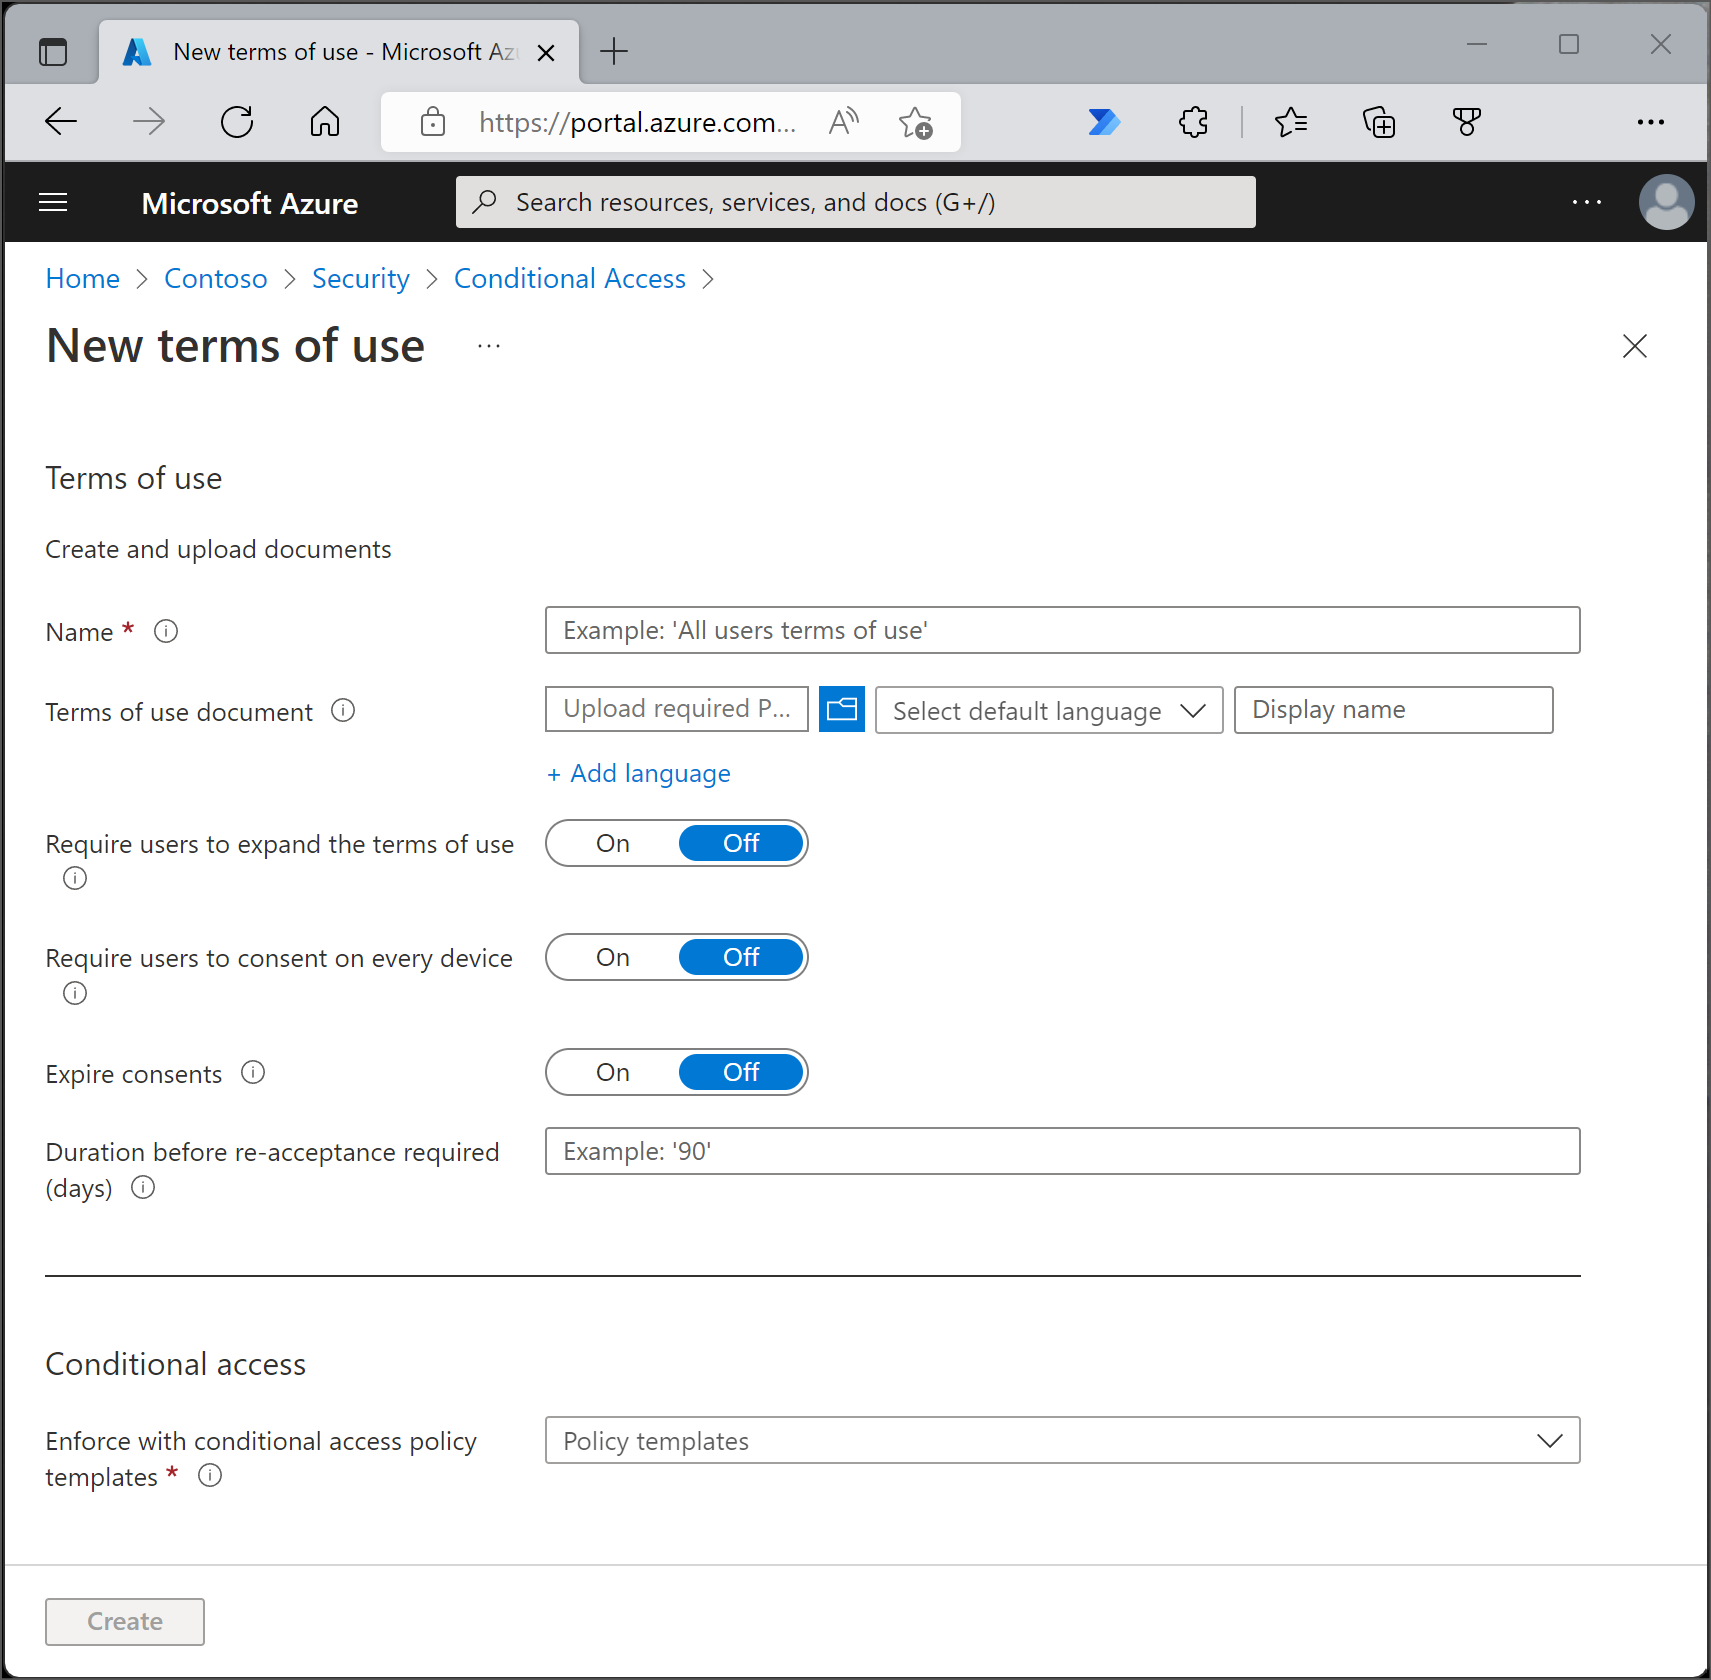 New terms of use - Microsoft Az
https://portal.azure.com...
Microsoft Azure
Search resources, services, and docs (G+/)
Home > Contoso > Security > Conditional Access >
New terms of use ...
Terms of use
Create and upload documents
Name *
Example: 'All users terms of use'
Terms of use document
Upload required P...
Select default language
Display name
+ Add language
Require users to expand the terms of use
On Off
Require users to consent on every device
On Off
Expire consents
On Off
Duration before re-acceptance required
(days)
Example: '90'
Conditional access
Enforce with conditional access policy
templates *
Policy templates
Create